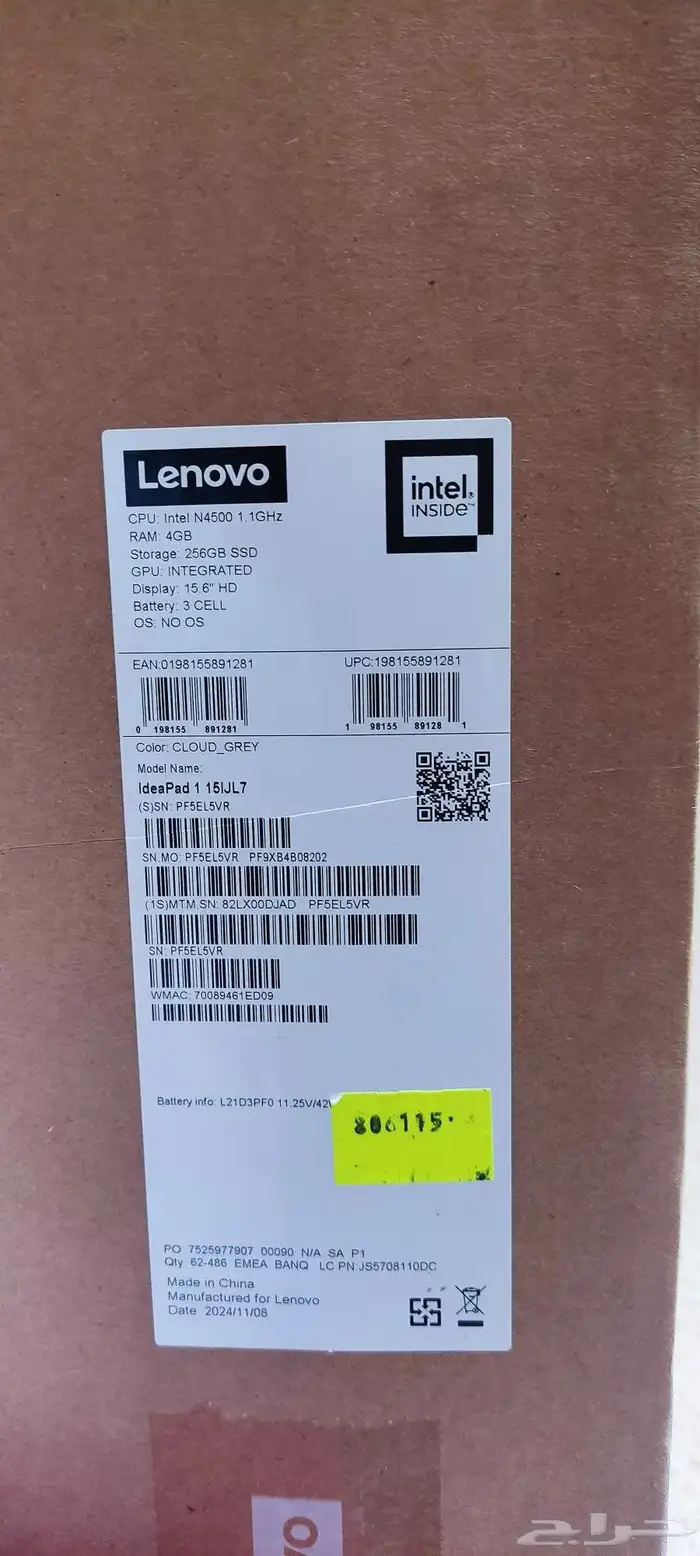 Lenovo
intel.
INSIDE™
CPU: Intel N4500 1.1GHz
RAM: 4GB
Storage: 256GB SSD
GPU: INTEGRATED
Display: 15.6" HD
Battery: 3 CELL
OS: NO OS
EAN:0198155891281
UPC:198155891281
0 198155 891281
1 98155 89128 1
Color: CLOUD_GREY
Model Name:
IdeaPad 1 15IJL7
(S)SN: PF5EL5VR
SN.MO: PF5EL5VR PF9XB4B08202
(1S)MTM.SN: 82LX00DJAD PF5EL5VR
SN: PF5EL5VR
WMAC: 70089461ED09
Battery info: L21D3PF0 11.25V/42
806115
PO 7525977907 00090 N/A SA P1
Qty 62-486 EMEA BANQ LC PN:JS5708110DC
Made in China
Manufactured for Lenovo
Date 2024/11/08
vo
حراج